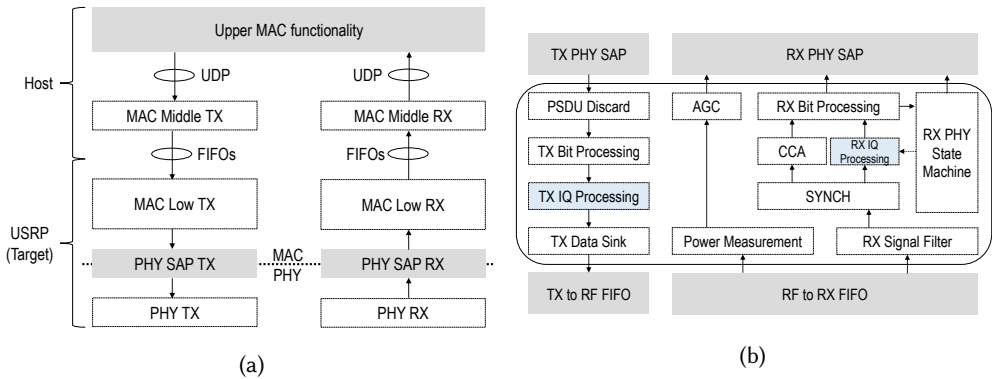 Upper MAC functionality
Host
UDP
UDP
MAC Middle TX
MAC Middle RX
FIFOs
FIFOs
USRP
(Target)
MAC Low TX
MAC Low RX
PHY SAP TX
MAC
PHY
PHY SAP RX
PHY TX
PHY RX
(a)
TX PHY SAP
RX PHY SAP
PSDU Discard
AGC
RX Bit Processing
TX Bit Processing
CCA
RX IQ
Processing
RX PHY
State
Machine
TX IQ Processing
SYNCH
TX Data Sink
Power Measurement
RX Signal Filter
TX to RF FIFO
RF to RX FIFO
(b)